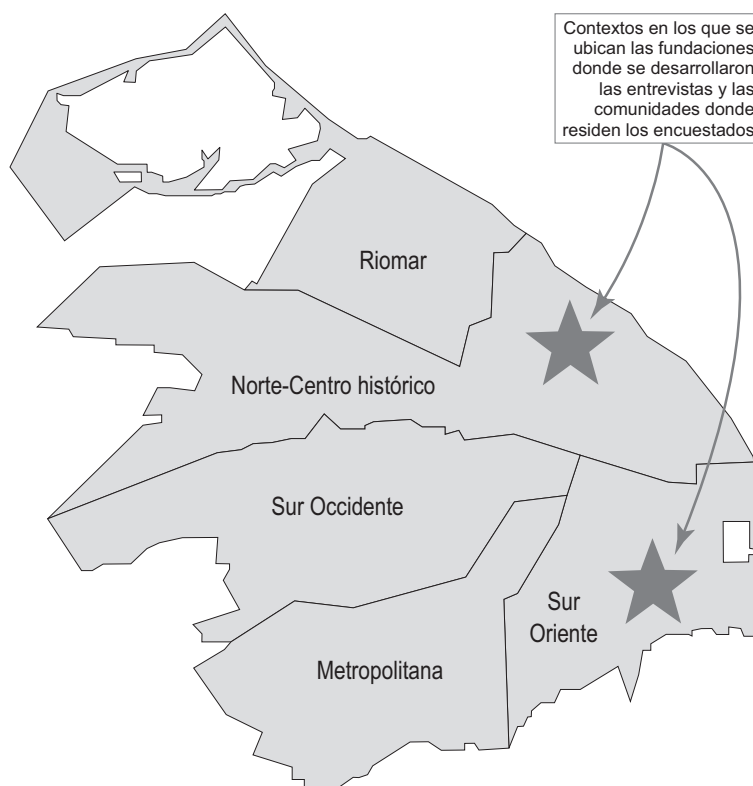 Contextos en los que se
ubican las fundaciones
donde se desarrollaron
las entrevistas y las
comunidades donde
residen los encuestados
Riomar
Norte-Centro histórico
Sur Occidente
Sur
Oriente
Metropolitana